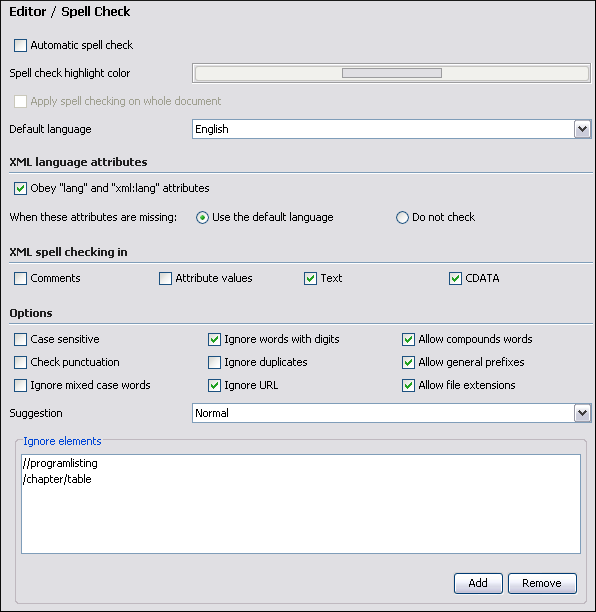 Editor / Spell Check
Automatic spell check
Spell check highlight color
Apply spell checking on whole document
Default language English
XML language attributes
Obey "lang" and "xml:lang" attributes
When these attributes are missing: Use the default language Do not check
XML spell checking in
Comments Attribute values Text CDATA
Options
Case sensitive Ignore words with digits Allow compounds words
Check punctuation Ignore duplicates Allow general prefixes
Ignore mixed case words Ignore URL Allow file extensions
Suggestion Normal
Ignore elements
//programlisting
/chapter/table
Add Remove